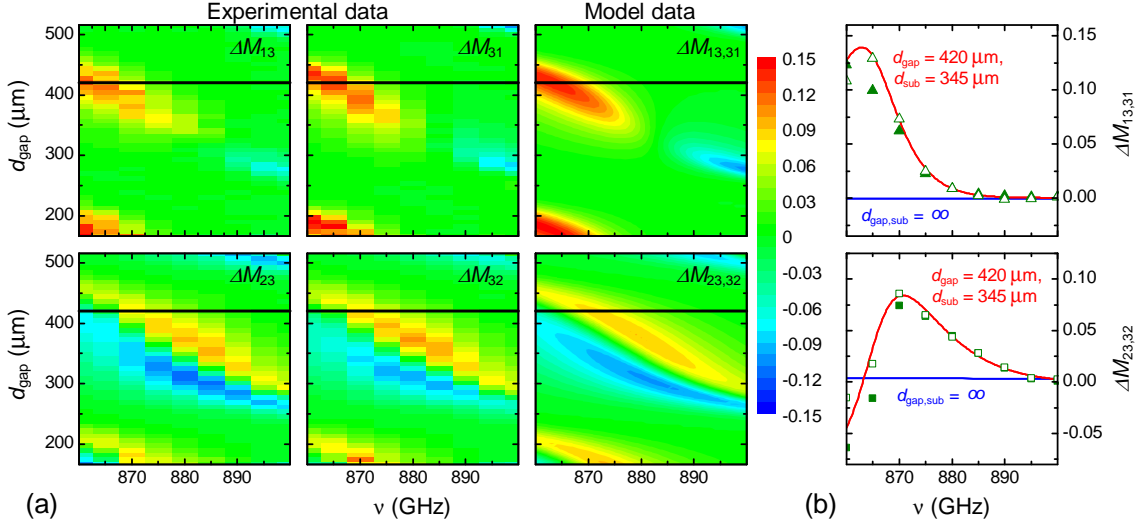 Experimental data
Model data
ΔM13
ΔM31
ΔM13,31
500
400
300
200
dgap (μm)
0.15
0.12
0.09
0.06
0.03
0
-0.03
-0.06
-0.09
-0.12
-0.15
dgap = 420 μm,
dsub = 345 μm
dgap,sub = ∞
0.15
0.10
0.05
0.00
ΔM13,31
ΔM23
ΔM32
ΔM23,32
500
400
300
200
dgap (μm)
dgap = 420 μm,
dsub = 345 μm
dgap,sub = ∞
0.10
0.05
0.00
-0.05
ΔM23,32
870 880 890
870 880 890
870 880 890
870 885 900
(a)
ν (GHz)
(b)
ν (GHz)